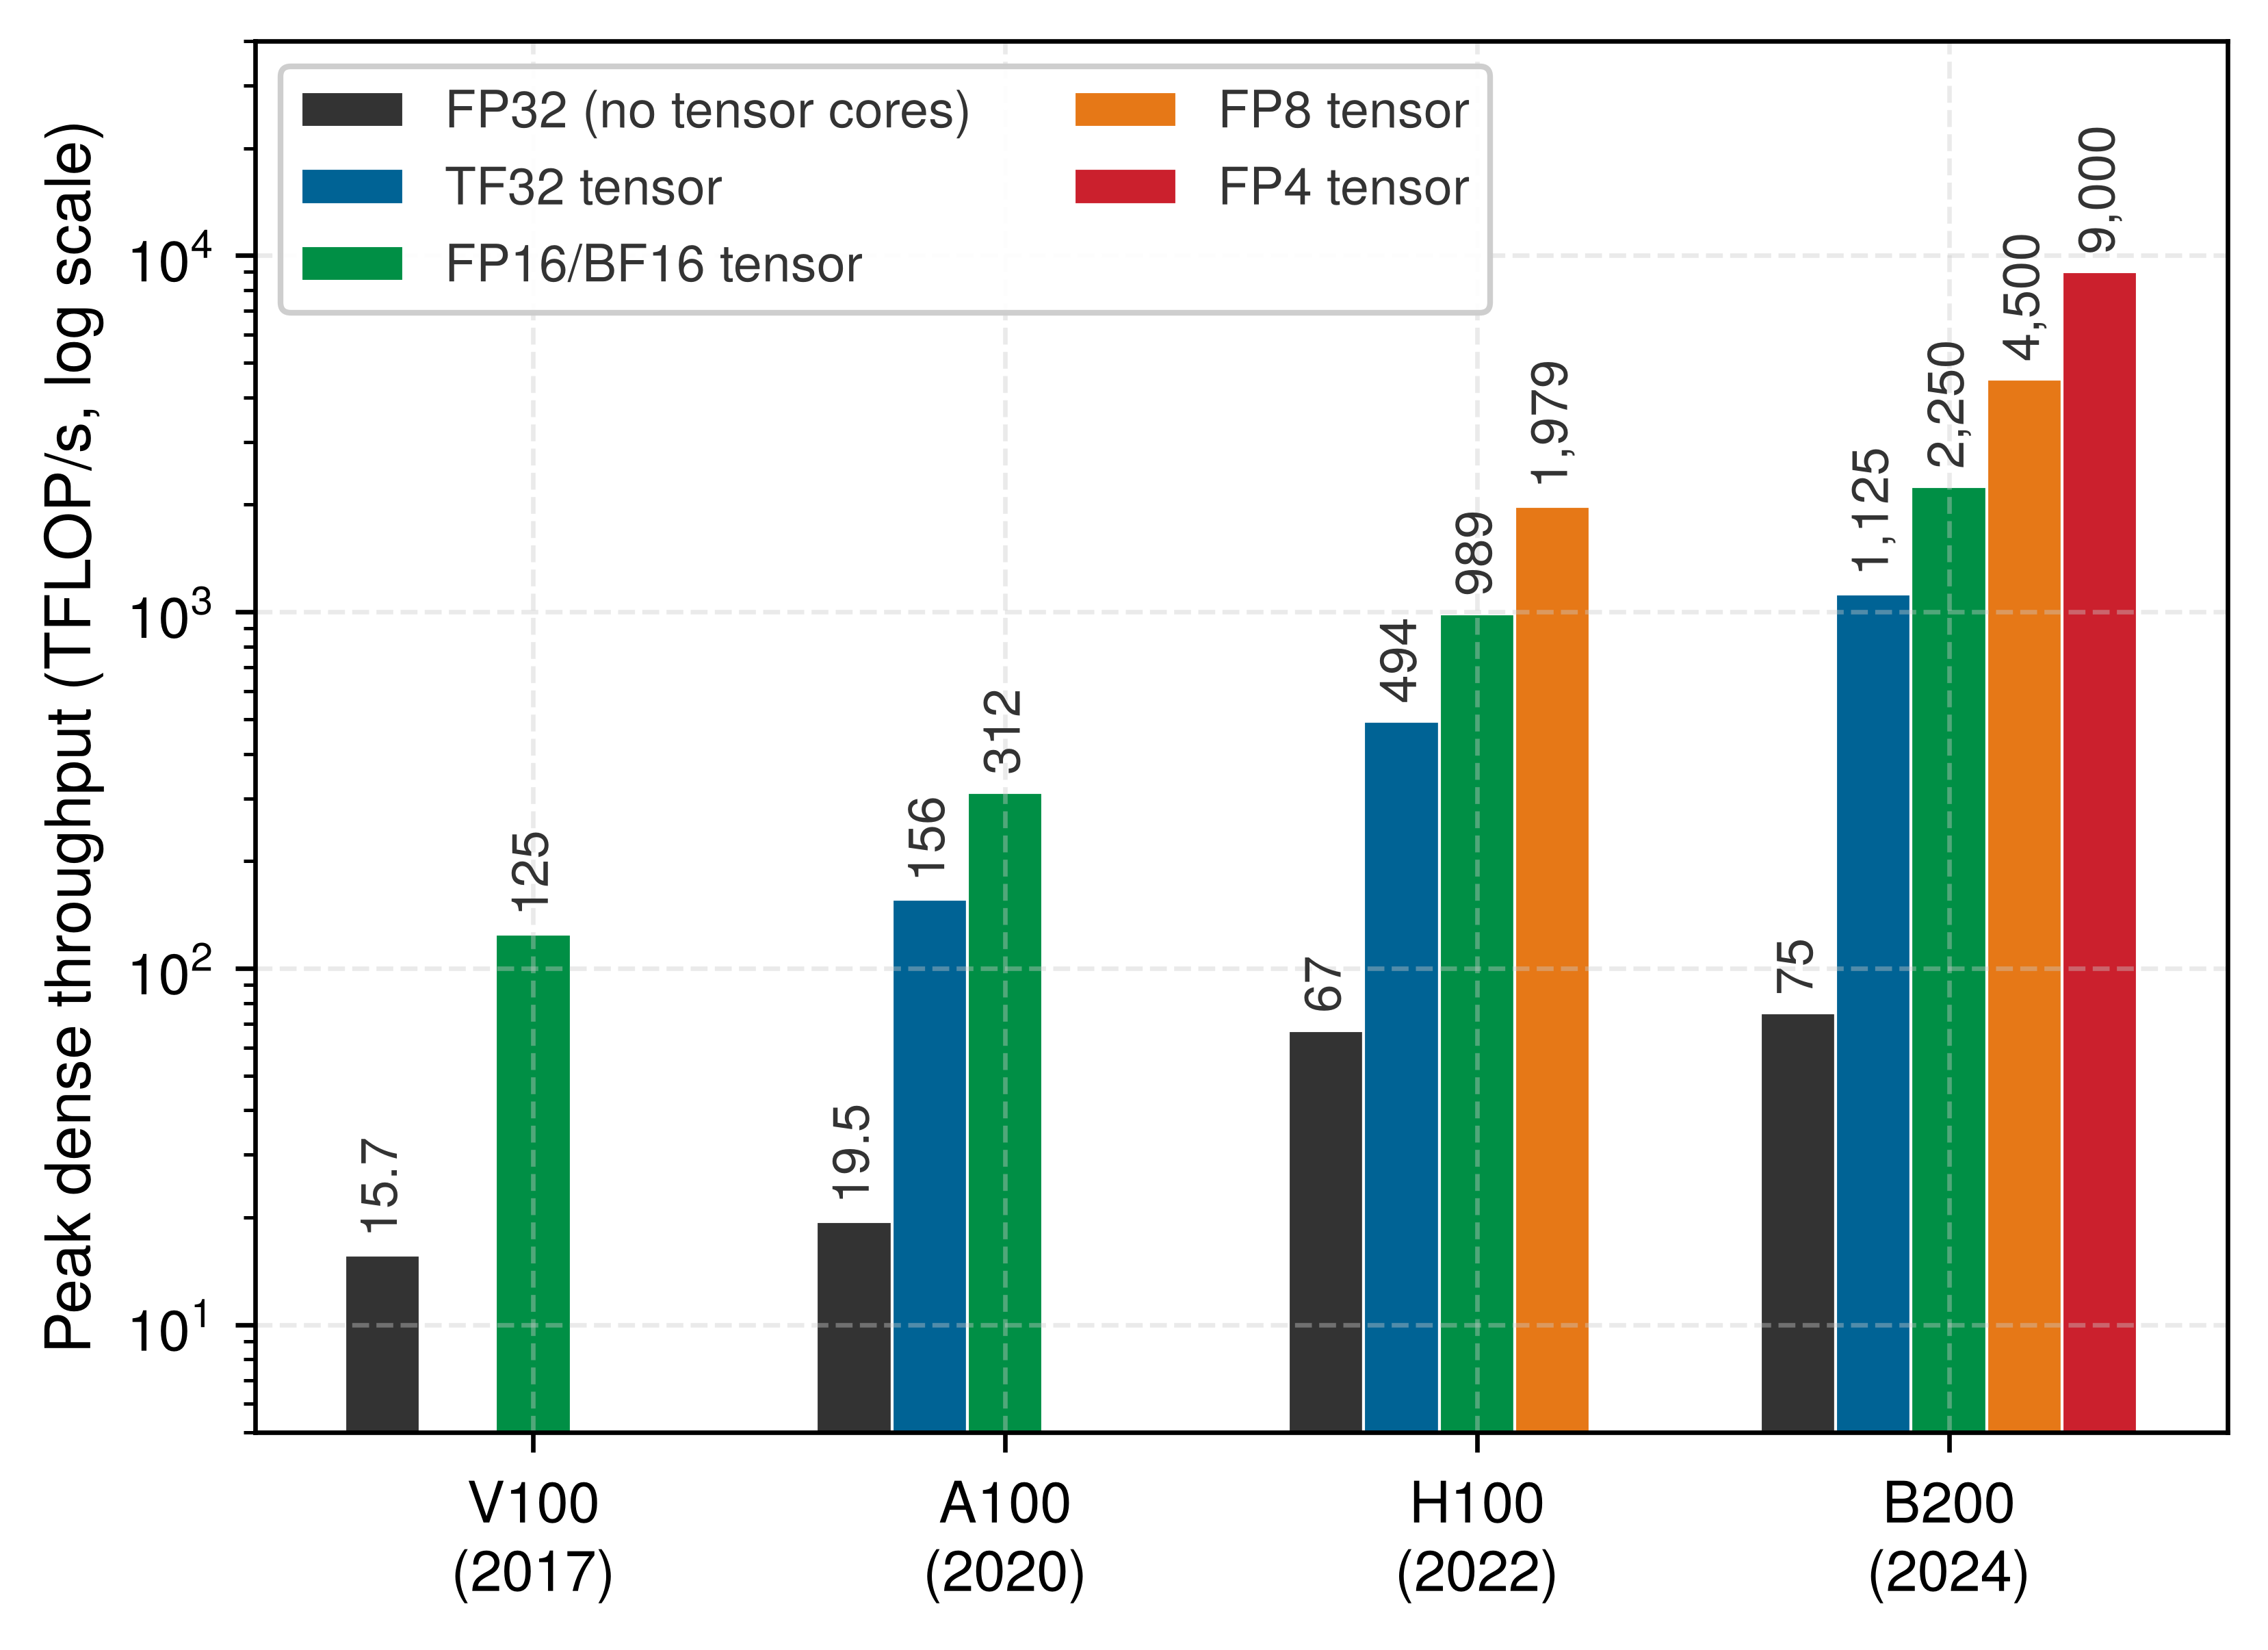 Peak dense throughput (TFLOP/s, log scale)
10^4
10^3
10^2
10^1
FP32 (no tensor cores)
TF32 tensor
FP16/BF16 tensor
FP8 tensor
FP4 tensor
15.7
125
19.5
156
312
67
494
989
1,979
75
1,125
2,250
4,500
9,000
V100
(2017)
A100
(2020)
H100
(2022)
B200
(2024)